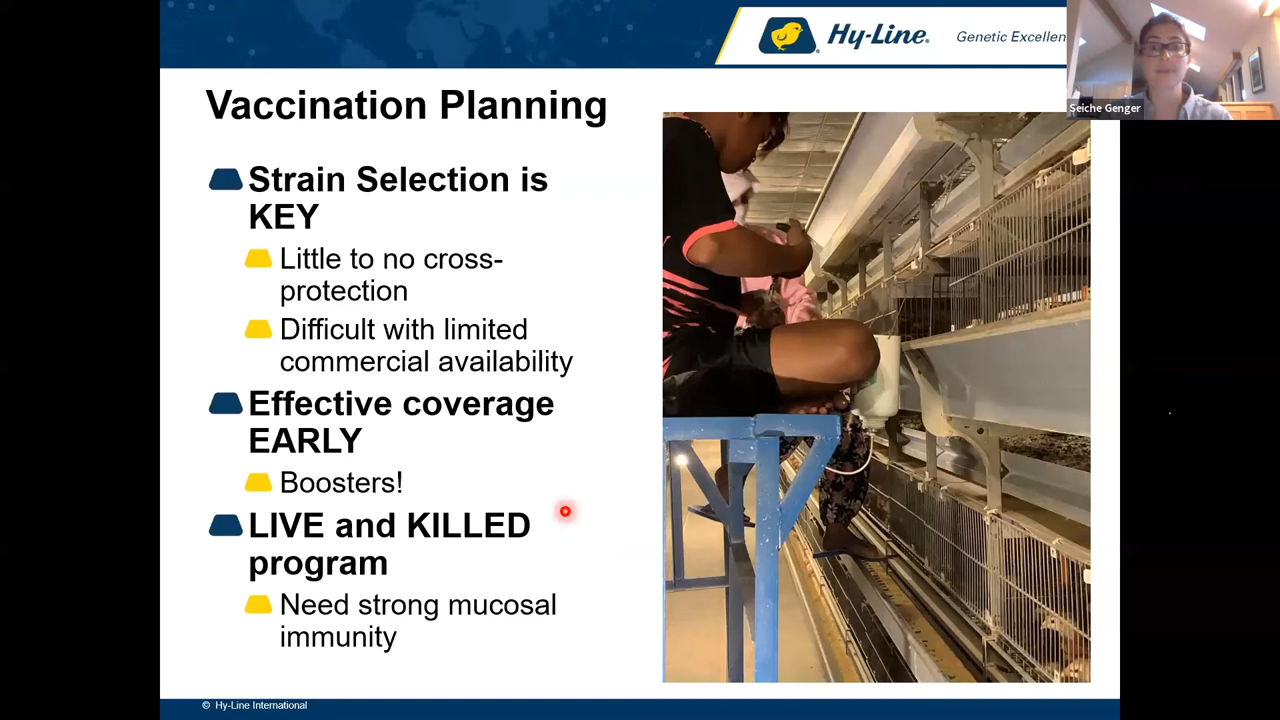 Hy-Line®
Genetic Excellen
Seiche Genger
Vaccination Planning
Strain Selection is
KEY
Little to no cross-
protection
Difficult with limited
commercial availability
Effective coverage
EARLY
Boosters!
LIVE and KILLED
program
Need strong mucosal
immunity
© Hy-Line International